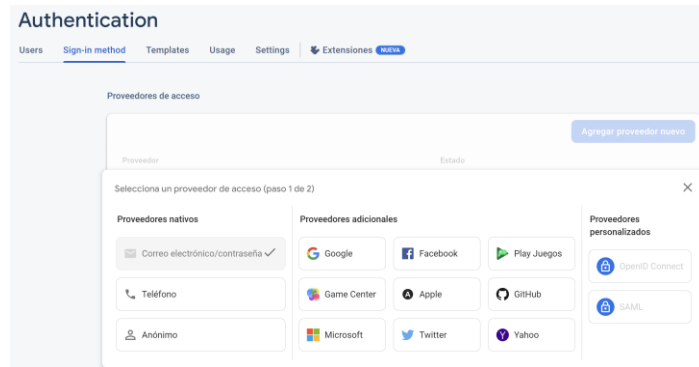 Authentication
Users Sign-in method Templates Usage Settings Extensiones NUEVA
Proveedores de acceso
Agregar proveedor nuevo
Proveedor Estado
Selecciona un proveedor de acceso (paso 1 de 2)
Proveedores nativos
Correo electrónico/contraseña
Teléfono
Anónimo
Proveedores adicionales
Google Facebook Play Juegos
Game Center Apple GitHub
Microsoft Twitter Yahoo
Proveedores
personalizados
OpenID Connect
SAML